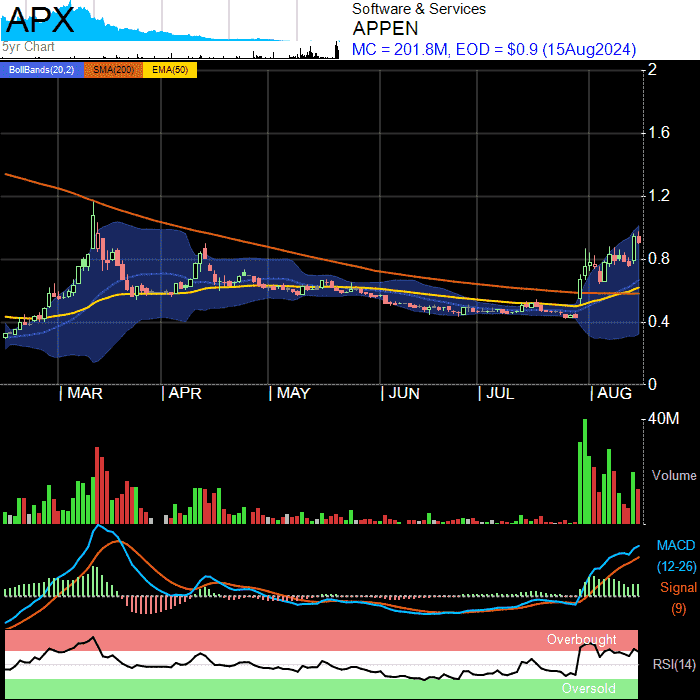 APX
5yr Chart
Software & Services
APPEN
MC = 201.8M, EOD = $0.9 (15Aug2024)
BollBands(20,2) SMA(200) EMA(50)
2
1.6
1.2
0.8
0.4
0
MAR APR MAY JUN JUL AUG
40M
Volume
MACD
(12-26)
Signal
(9)
Overbought
RSI(14)
Oversold